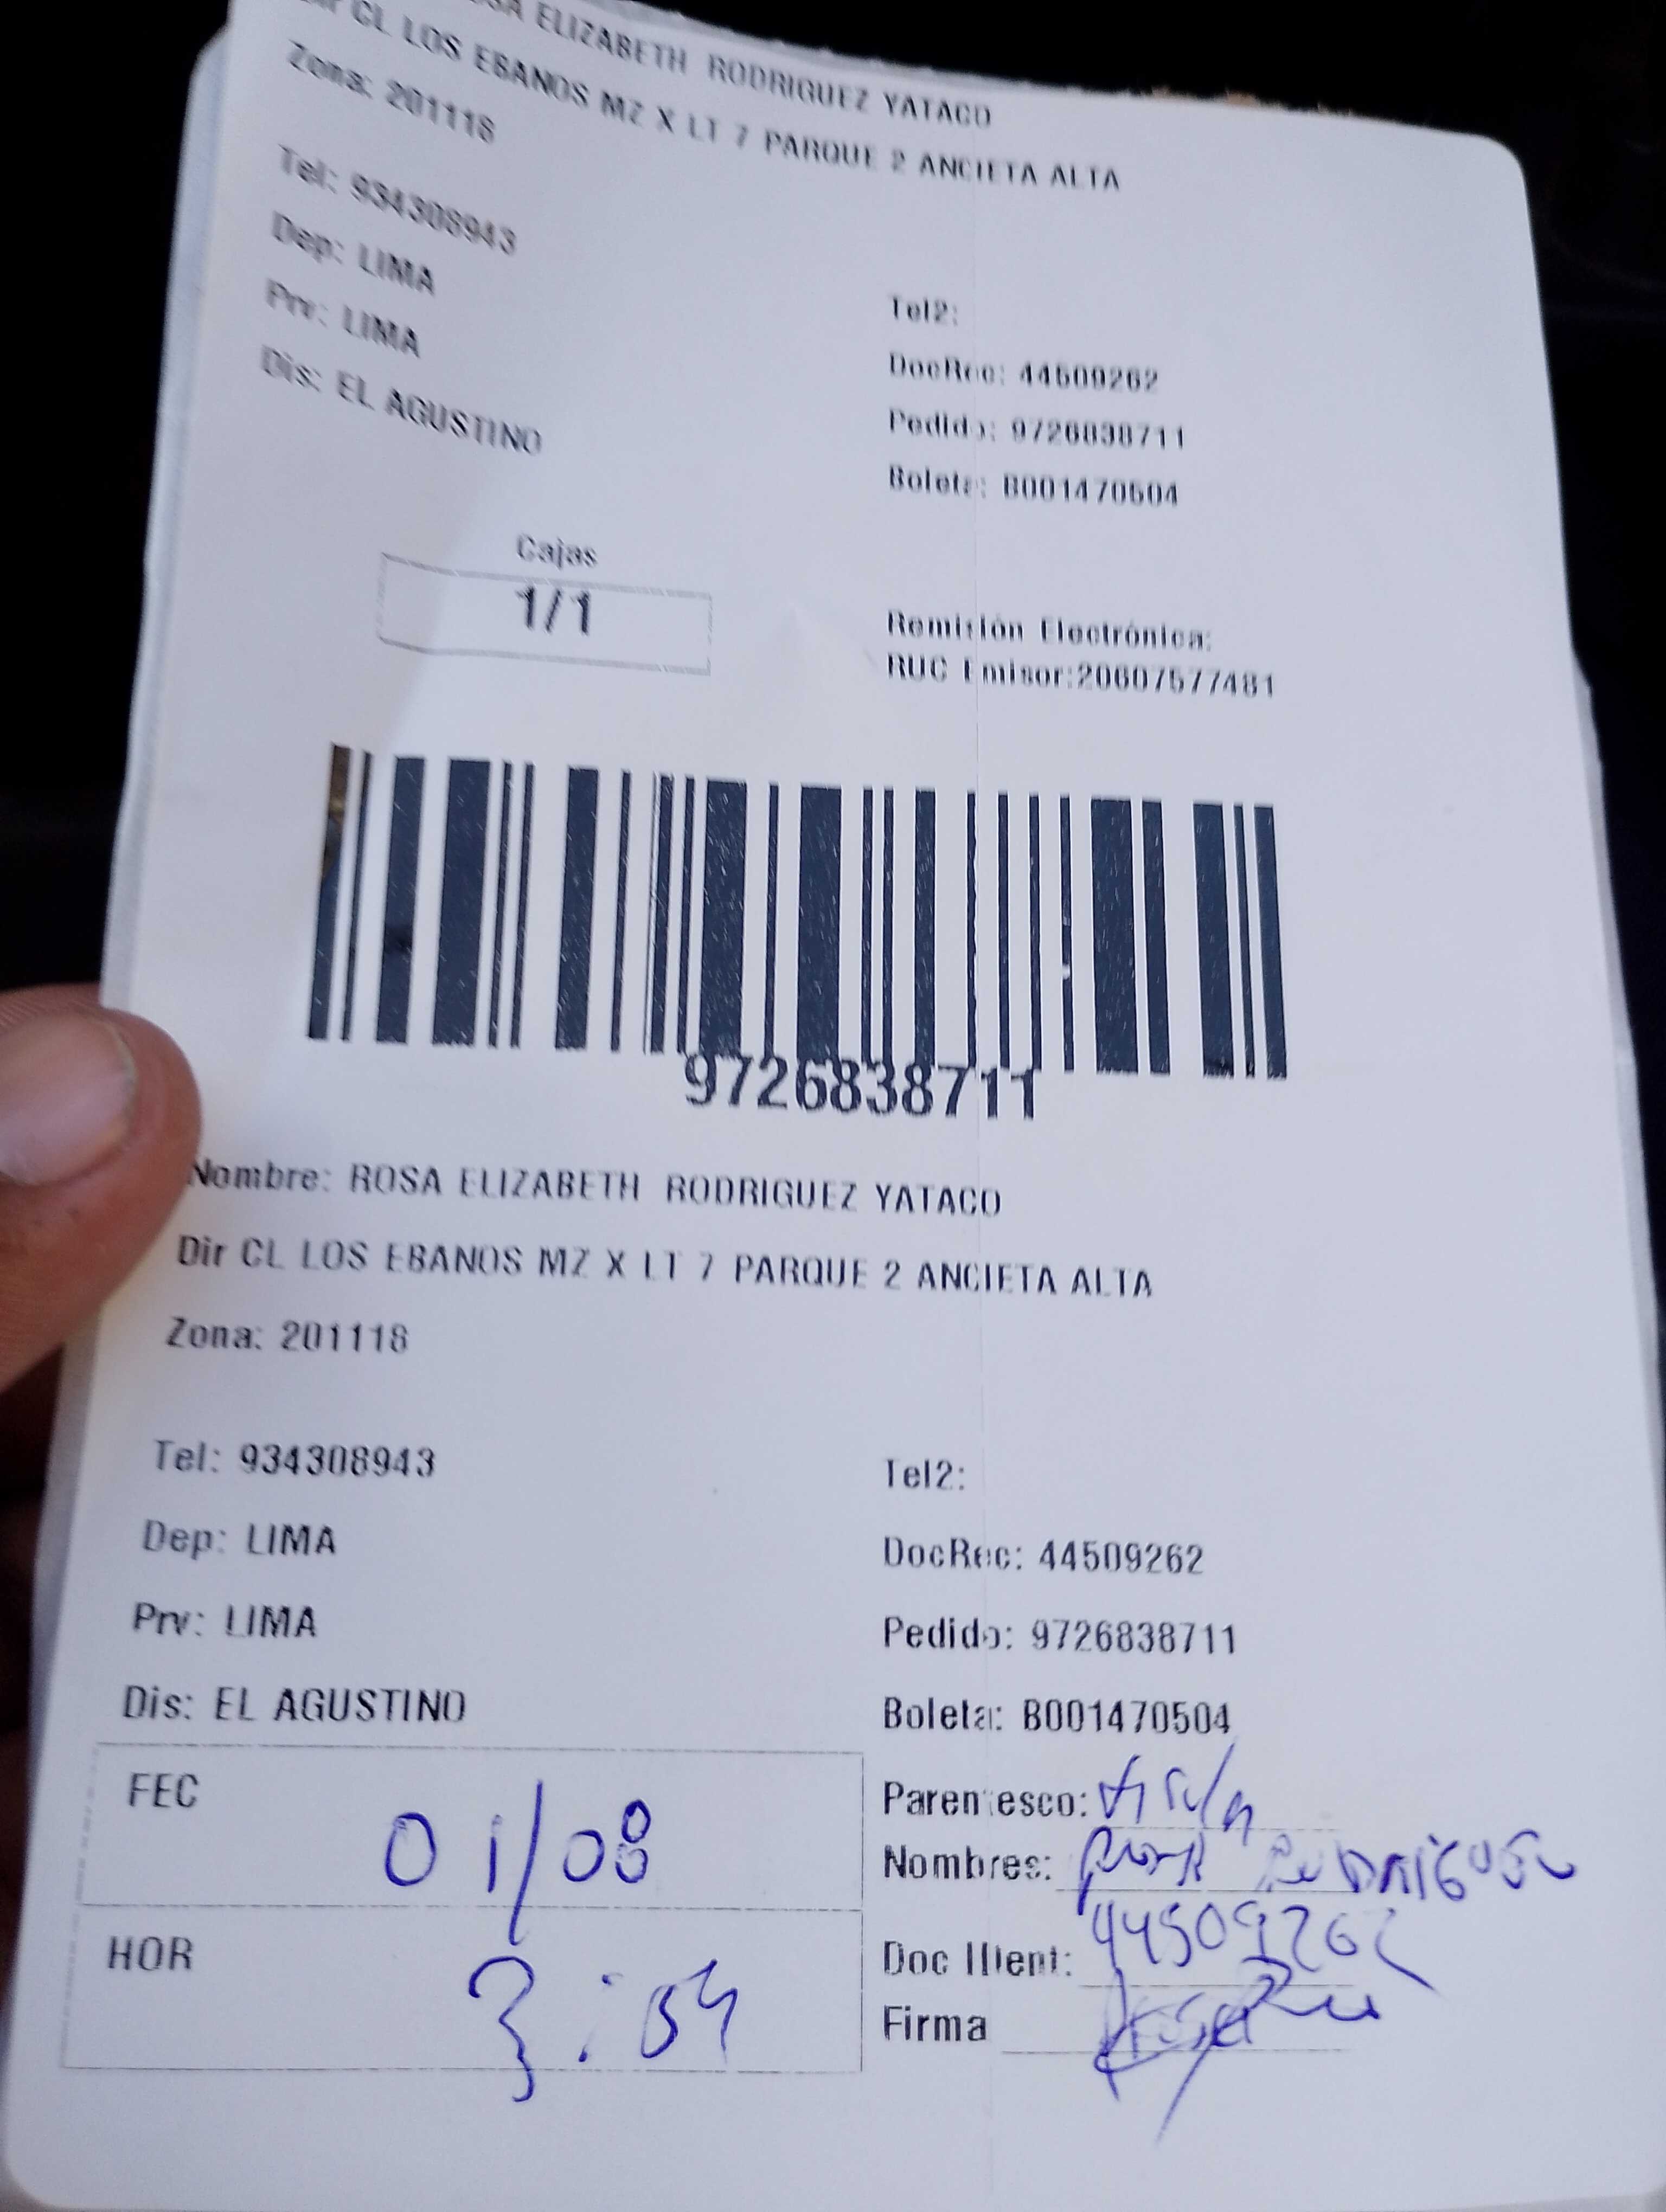 ELIZABETH RODRIGUEZ YATACO
CL LOS EBANOS MZ X LT 7 PARQUE 2 ANCIETA ALTA
Zona: 201118
Tel: 934308943
Dep: LIMA
Prv: LIMA
Dis: EL AGUSTINO
Tel2:
DocRec: 44509262
Pedido: 9726838711
Boleta: B001470504
Cajas
1/1
Remisión Electrónica:
RUC Emisor:20607577481
9726838711
Nombre: ROSA ELIZABETH RODRIGUEZ YATACO
Dir CL LOS EBANOS MZ X LT 7 PARQUE 2 ANCIETA ALTA
Zona: 201118
Tel: 934308943
Dep: LIMA
Prv: LIMA
Dis: EL AGUSTINO
Tel2:
DocRec: 44509262
Pedido: 9726838711
Boleta: B001470504
FEC 01/08
HOR
Parentesco:
Nombres: RODRIGUEZ
Doc Ident: 44509262
Firma